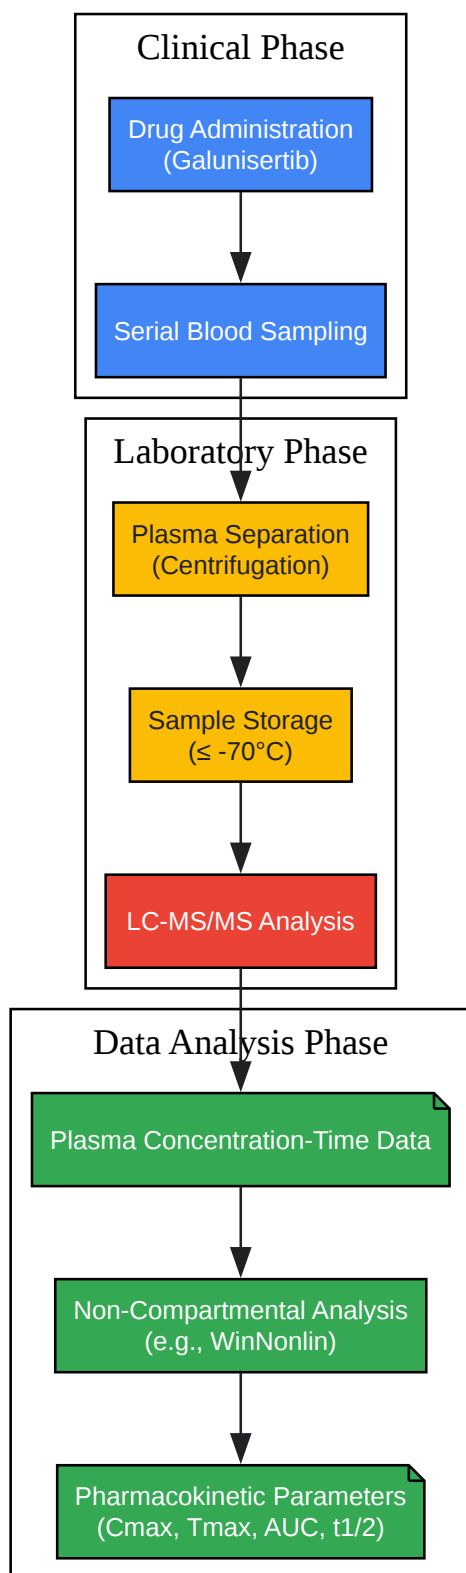 Clinical Phase
Drug Administration
(Galunisertib)
Serial Blood Sampling
Laboratory Phase
Plasma Separation
(Centrifugation)
Sample Storage
(≤ -70°C)
LC-MS/MS Analysis
Data Analysis Phase
Plasma Concentration-Time Data
Non-Compartmental Analysis
(e.g., WinNonlin)
Pharmacokinetic Parameters
(Cmax, Tmax, AUC, t1/2)